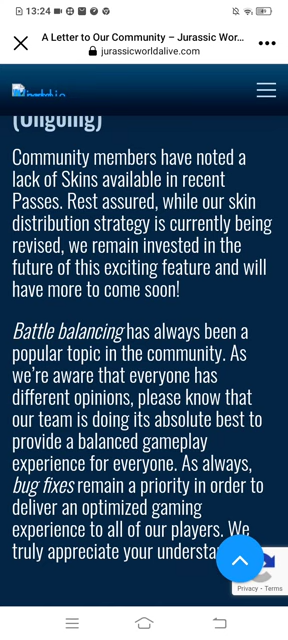 13:24
A Letter to Our Community – Jurassic Wor...
jurassicworldalive.com
(Ongoing)
Community members have noted a
lack of Skins available in recent
Passes. Rest assured, while our skin
distribution strategy is currently being
revised, we remain invested in the
future of this exciting feature and will
have more to come soon!
Battle balancing has always been a
popular topic in the community. As
we're aware that everyone has
different opinions, please know that
our team is doing its absolute best to
provide a balanced gameplay
experience for everyone. As always,
bug fixes remain a priority in order to
deliver an optimized gaming
experience to all of our players. We
truly appreciate your
Privacy - Terms